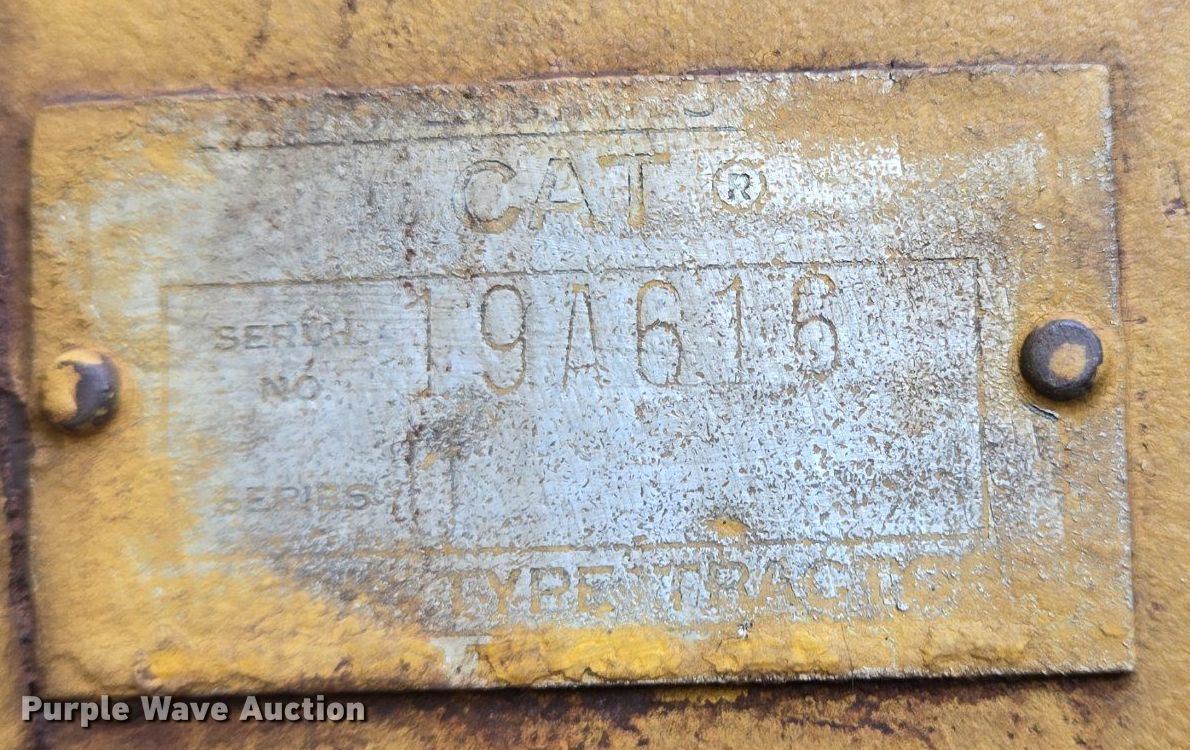 CAT ®
SERIAL
NO.
19A616
SERIES
TYPE TRACTOR
Purple Wave Auction